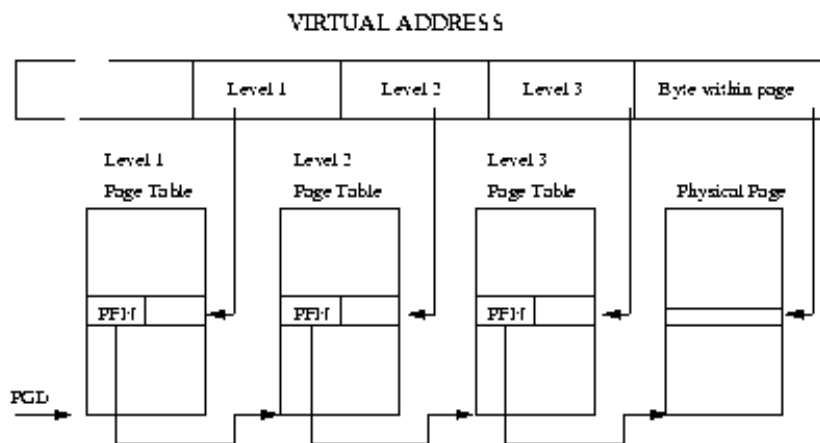 VIRTUAL ADDRESS
Level 1
Level 2
Level 3
Byte within page
Level 1
Page Table
Level 2
Page Table
Level 3
Page Table
Physical Page
PFN
PFN
PFN
PGD